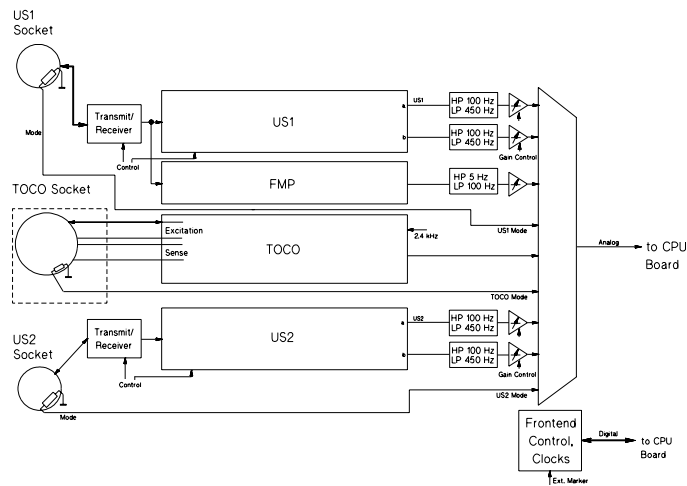 US1
Socket
Transmit/
Receiver
Mode
Control
US1
a
US1
b
HP 100 Hz
LP 450 Hz
HP 100 Hz
LP 450 Hz
Gain Control
FMP
HP 5 Hz
LP 100 Hz
TOCO Socket
US1 Mode
Excitation
Sense
TOCO
2,4 kHz
Analog
to CPU
Board
TOCO Mode
US2
Socket
Transmit/
Receiver
Control
Mode
US2
a
US2
b
HP 100 Hz
LP 450 Hz
HP 100 Hz
LP 450 Hz
Gain Control
US2 Mode
Frontend
Control,
Clocks
Digital
to CPU
Board
Ext. Marker